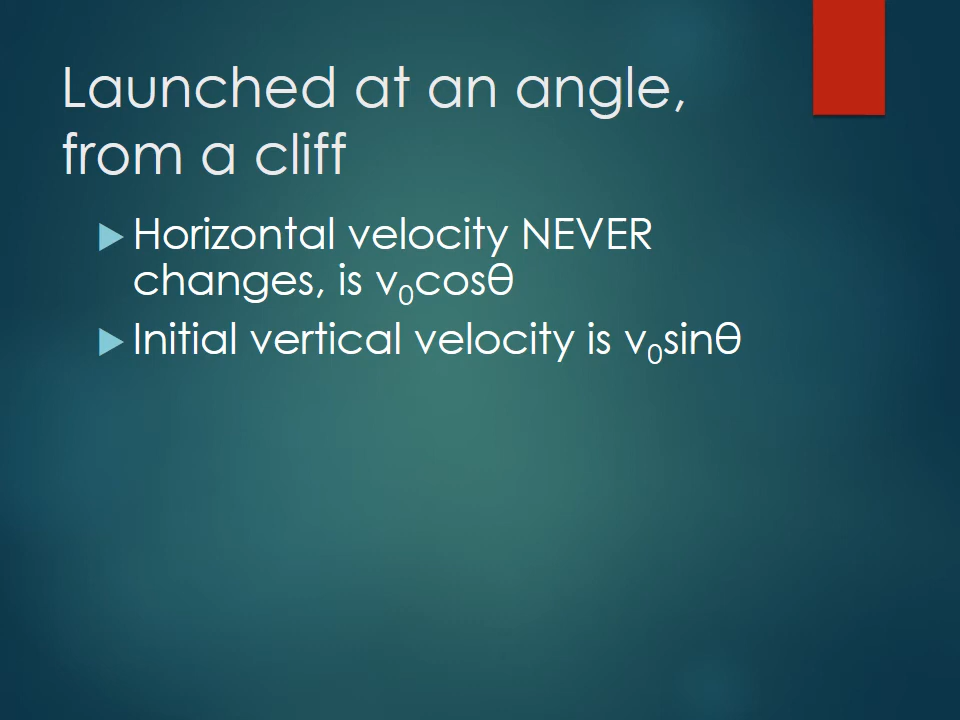 Launched at an angle,
from a cliff
Horizontal velocity NEVER
changes, is v₀cosθ
Initial vertical velocity is v₀sinθ